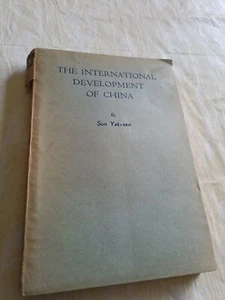 THE INTERNATIONAL
DEVELOPMENT
OF CHINA
By
Sun Yat-sen